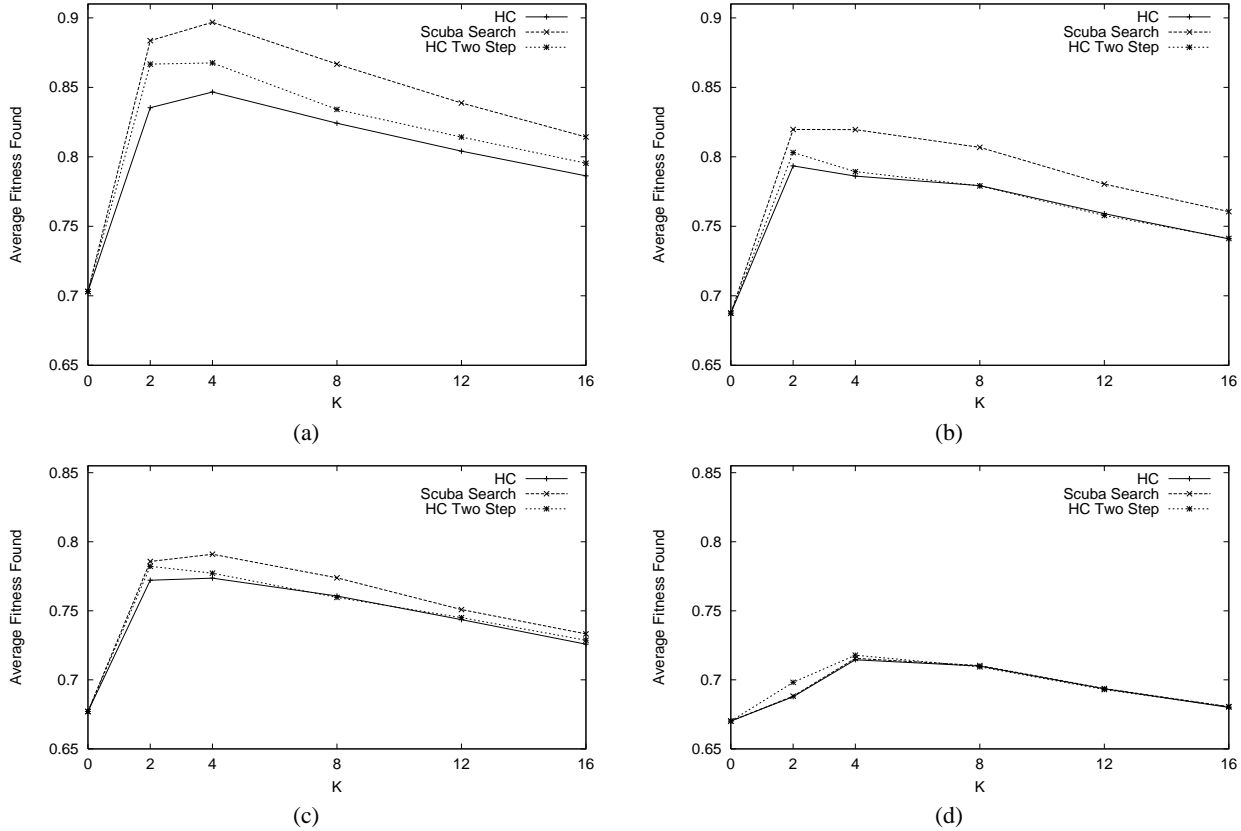 0.9
0.85
0.8
0.75
0.7
0.65
0 2 4 8 12 16
Average Fitness Found
K
HC
Scuba Search
HC Two Step
(a)
0.9
0.85
0.8
0.75
0.7
0.65
0 2 4 8 12 16
Average Fitness Found
K
HC
Scuba Search
HC Two Step
(b)
0.85
0.8
0.75
0.7
0.65
0 2 4 8 12 16
Average Fitness Found
K
HC
Scuba Search
HC Two Step
(c)
0.85
0.8
0.75
0.7
0.65
0 2 4 8 12 16
Average Fitness Found
K
HC
Scuba Search
HC Two Step
(d)